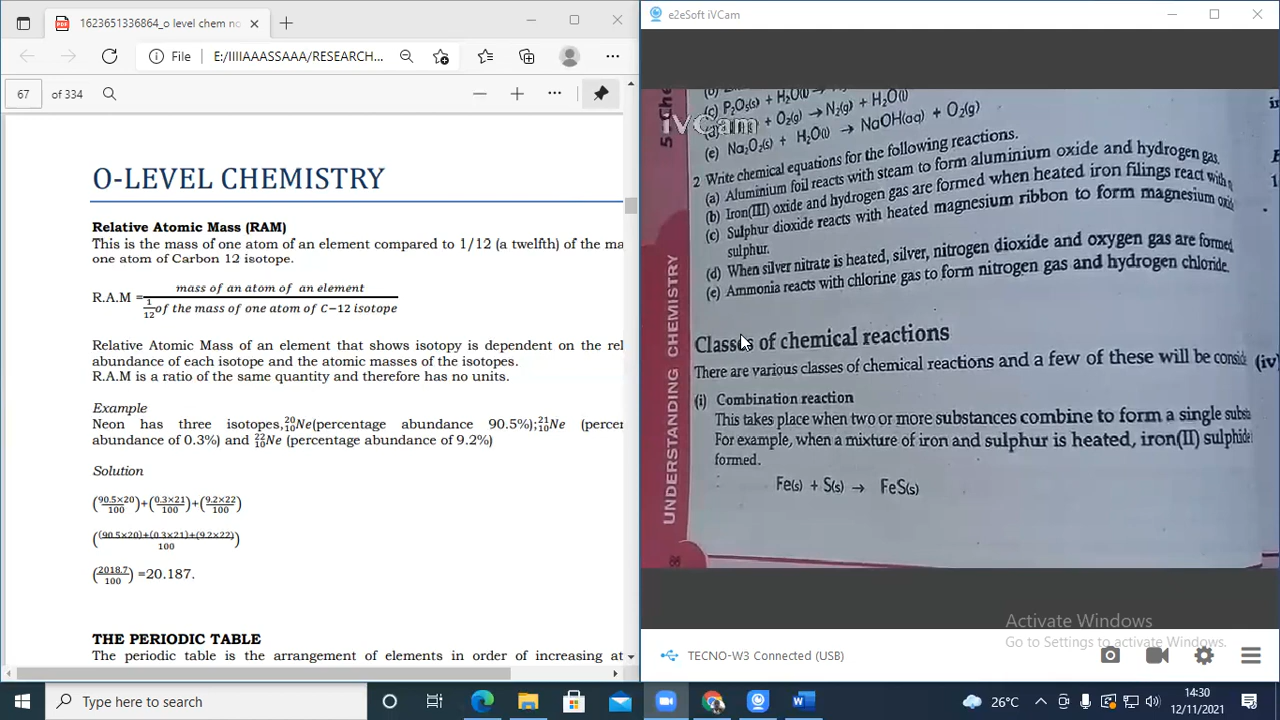 1623651336864_o level chem no
File
E:/IIIIAAASSAAA/RESEARCH...
67 of 334
O-LEVEL CHEMISTRY
Relative Atomic Mass (RAM)
This is the mass of one atom of an element compared to 1/12 (a twelfth) of the ma
one atom of Carbon 12 isotope.
R.A.M = mass of an atom of an element / 1/12 of the mass of one atom of C−12 isotope
Relative Atomic Mass of an element that shows isotopy is dependent on the rel
abundance of each isotope and the atomic masses of the isotopes.
R.A.M is a ratio of the same quantity and therefore has no units.
Example
Neon has three isotopes,²⁰₁₀Ne(percentage abundance 90.5%);²¹₁₀Ne (percer
abundance of 0.3%) and ²²₁₀Ne (percentage abundance of 9.2%)
Solution
(90.5×20/100)+(0.3×21/100)+(9.2×22/100)
((90.5×20)+(0.3×21)+(9.2×22)/100)
(2018.7/100) =20.187.
THE PERIODIC TABLE
The periodic table is the arrangement of elements in order of increasing at
e2eSoft iVCam
iVCam
5 Che
(c) P₂O₅(s) + H₂O(l)
+ O₂(g) → N₂(g) + H₂O(l)
(e) Na₂O₂(s) + H₂O(l) → NaOH(aq) + O₂(g)
2 Write chemical equations for the following reactions.
(a) Aluminium foil reacts with steam to form aluminium oxide and hydrogen gas.
(b) Iron(III) oxide and hydrogen gas are formed when heated iron filings react with
(c) Sulphur dioxide reacts with heated magnesium ribbon to form magnesium oxi
sulphur.
(d) When silver nitrate is heated, silver, nitrogen dioxide and oxygen gas are formed
(e) Ammonia reacts with chlorine gas to form nitrogen gas and hydrogen chloride.
UNDERSTANDING CHEMISTRY
Classes of chemical reactions
There are various classes of chemical reactions and a few of these will be conside
(iv)
(i) Combination reaction
This takes place when two or more substances combine to form a single substa
For example, when a mixture of iron and sulphur is heated, iron(II) sulphide
formed.
Fe(s) + S(s) → FeS(s)
Activate Windows
Go to Settings to activate Windows.
TECNO-W3 Connected (USB)
Type here to search
26°C
14:30
12/11/2021